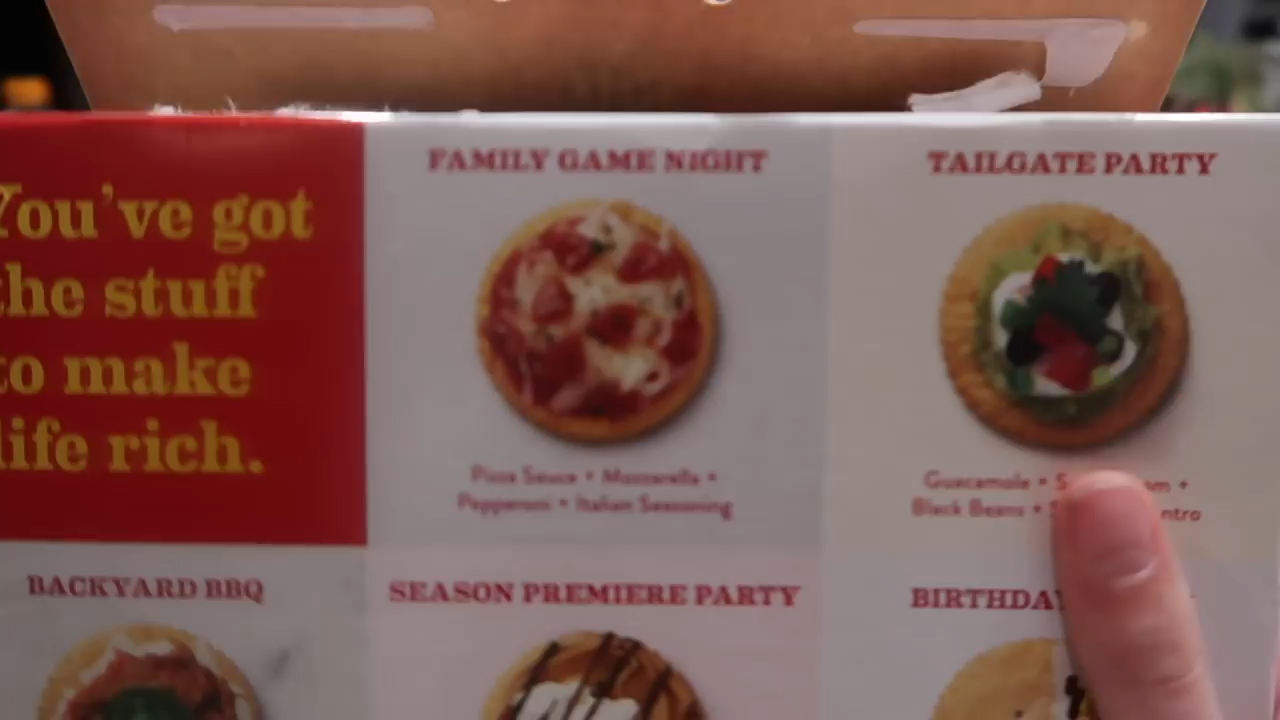 You've got
the stuff
to make
life rich.
FAMILY GAME NIGHT
Pizza Sauce • Mozzarella •
Pepperoni • Italian Seasoning
TAILGATE PARTY
Guacamole •
Black Beans •
BACKYARD BBQ
SEASON PREMIERE PARTY
BIRTHDAY